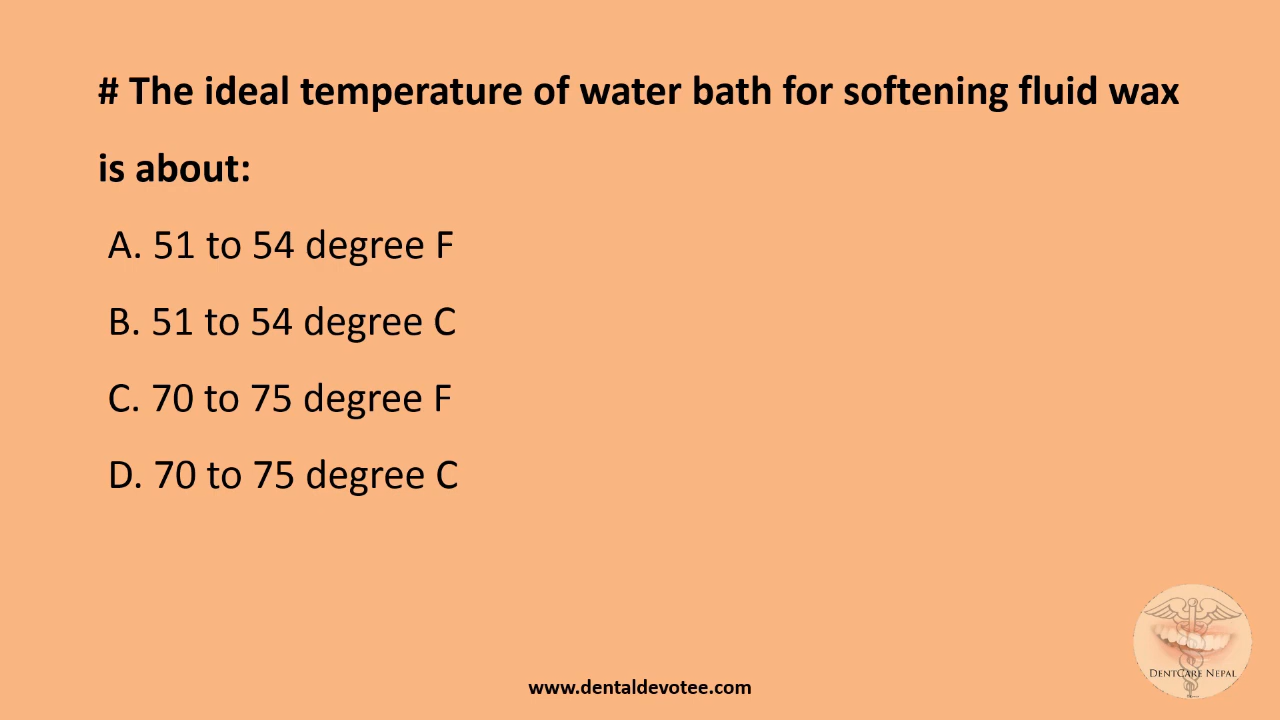 # The ideal temperature of water bath for softening fluid wax
is about:
A. 51 to 54 degree F
B. 51 to 54 degree C
C. 70 to 75 degree F
D. 70 to 75 degree C
DENTCARE NEPAL
www.dentaldevotee.com